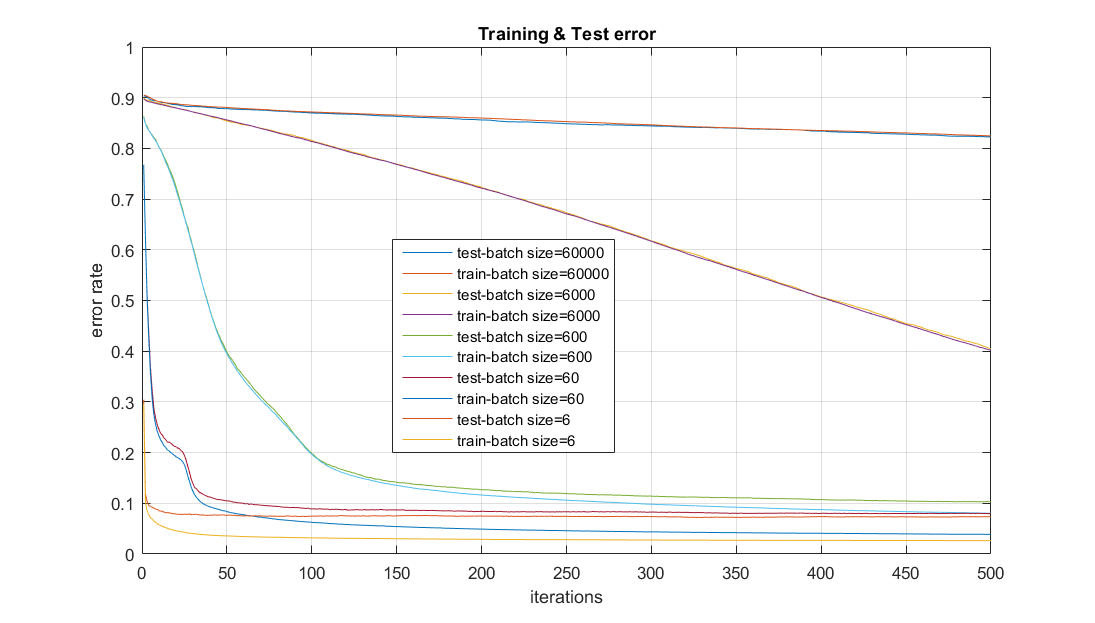 Training & Test error
1
0.9
0.8
0.7
0.6
0.5
0.4
0.3
0.2
0.1
0
error rate
test-batch size=60000
train-batch size=60000
test-batch size=6000
train-batch size=6000
test-batch size=600
train-batch size=600
test-batch size=60
train-batch size=60
test-batch size=6
train-batch size=6
0 50 100 150 200 250 300 350 400 450 500
iterations